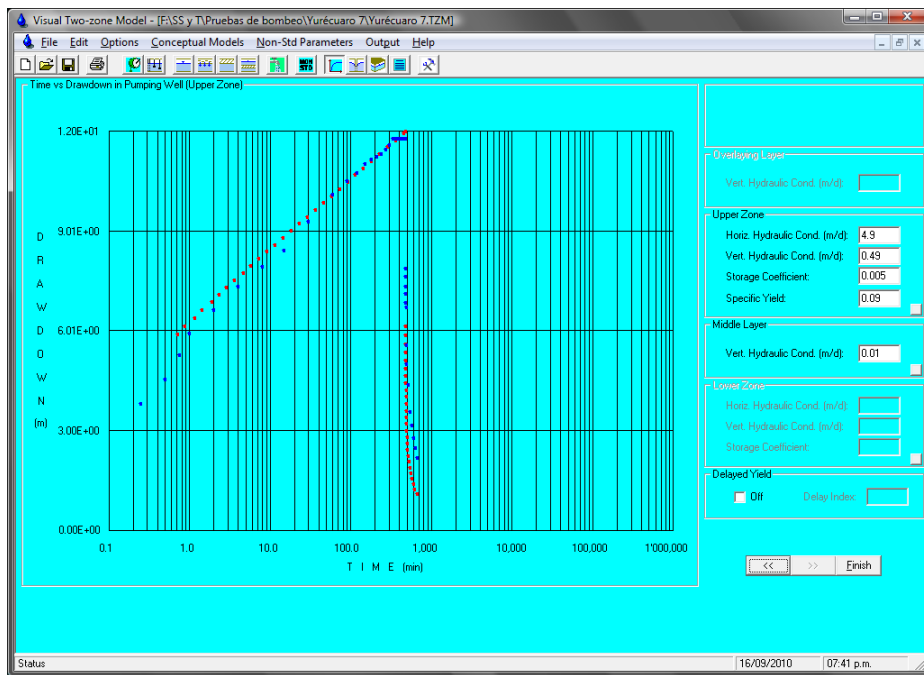 Visual Two-zone Model - [F:\SS y T\Pruebas de bombeo\Yurécuaro 7\Yurécuaro 7.TZM]
File Edit Options Conceptual Models Non-Std Parameters Output Help
NON STD
Time vs Drawdown in Pumping Well (Upper Zone)
1.20E+01
9.01E+00
6.01E+00
3.00E+00
0.00E+00
D R A W D O W N (m)
0.1 1.0 10.0 100.0 1,000 10,000 100,000 1'000,000
T I M E (min)
Overlaying Layer
Vert. Hydraulic Cond. (m/d):
Upper Zone
Horiz. Hydraulic Cond. (m/d): 4.9
Vert. Hydraulic Cond. (m/d): 0.49
Storage Coefficient: 0.005
Specific Yield: 0.09
Middle Layer
Vert. Hydraulic Cond. (m/d): 0.01
Lower Zone
Horiz. Hydraulic Cond. (m/d):
Vert. Hydraulic Cond. (m/d):
Storage Coefficient:
Delayed Yield
Off Delay Index:
<< >> Finish
Status 16/09/2010 07:41 p.m.